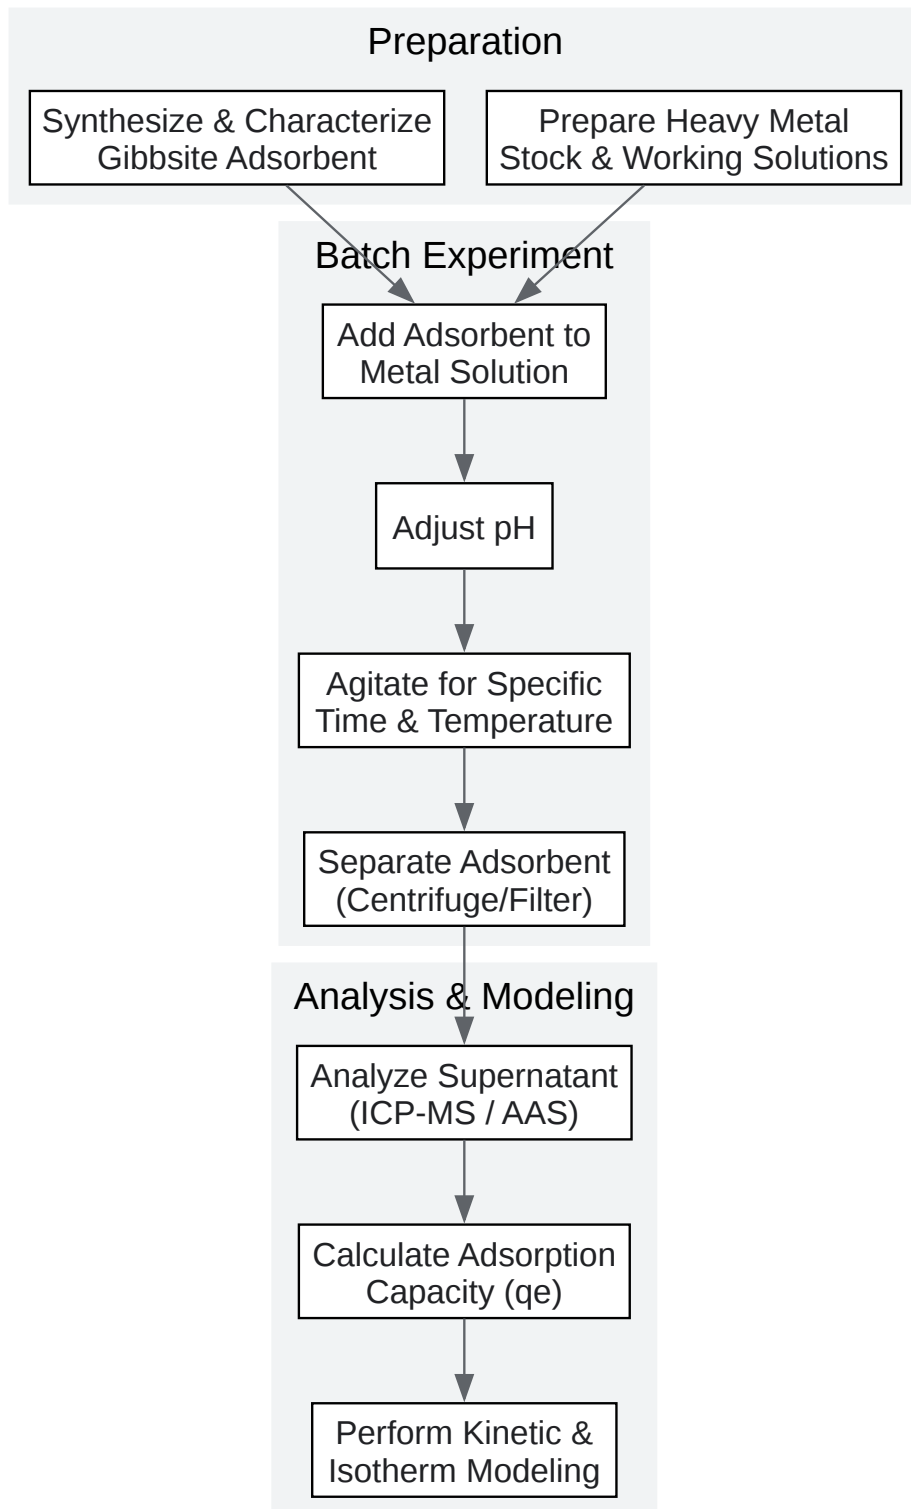 Preparation
Synthesize & Characterize
Gibbsite Adsorbent
Prepare Heavy Metal
Stock & Working Solutions
Batch Experiment
Add Adsorbent to
Metal Solution
Adjust pH
Agitate for Specific
Time & Temperature
Separate Adsorbent
(Centrifuge/Filter)
Analysis & Modeling
Analyze Supernatant
(ICP-MS / AAS)
Calculate Adsorption
Capacity (qe)
Perform Kinetic &
Isotherm Modeling